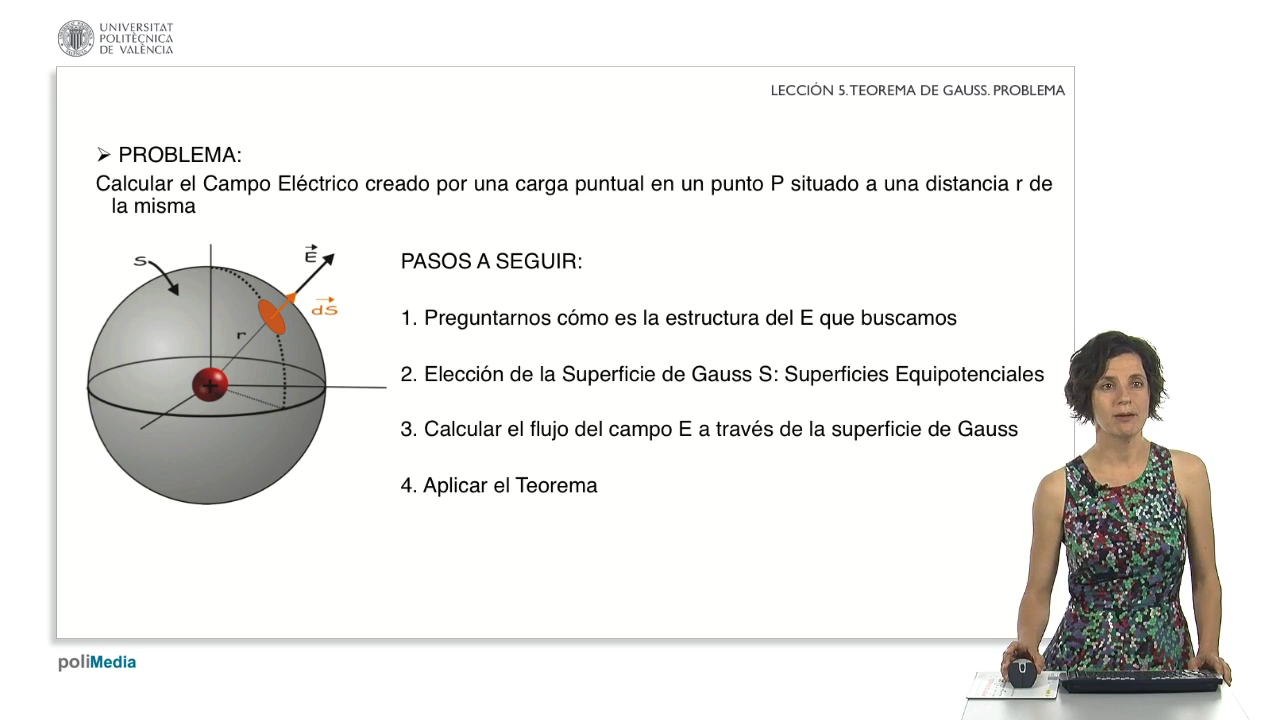 UNIVERSITAT
POLITÈCNICA
DE VALÈNCIA
LECCIÓN 5. TEOREMA DE GAUSS. PROBLEMA
➢ PROBLEMA:
Calcular el Campo Eléctrico creado por una carga puntual en un punto P situado a una distancia r de
la misma
S
E
dS
r
+
PASOS A SEGUIR:
1. Preguntarnos cómo es la estructura del E que buscamos
2. Elección de la Superficie de Gauss S: Superficies Equipotenciales
3. Calcular el flujo del campo E a través de la superficie de Gauss
4. Aplicar el Teorema
poliMedia